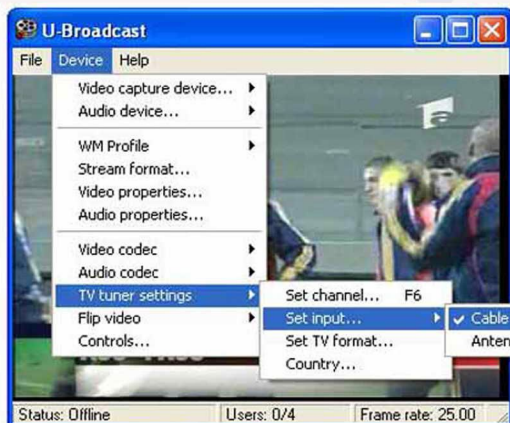 U-Broadcast
File Device Help
Video capture device...
Audio device...
WM Profile
Stream format...
Video properties...
Audio properties...
Video codec
Audio codec
TV tuner settings
Flip video
Controls...
Set channel... F6
Set input...
Set TV format...
Country...
Cable
Anten
Status: Offline Users: 0/4 Frame rate: 25.00